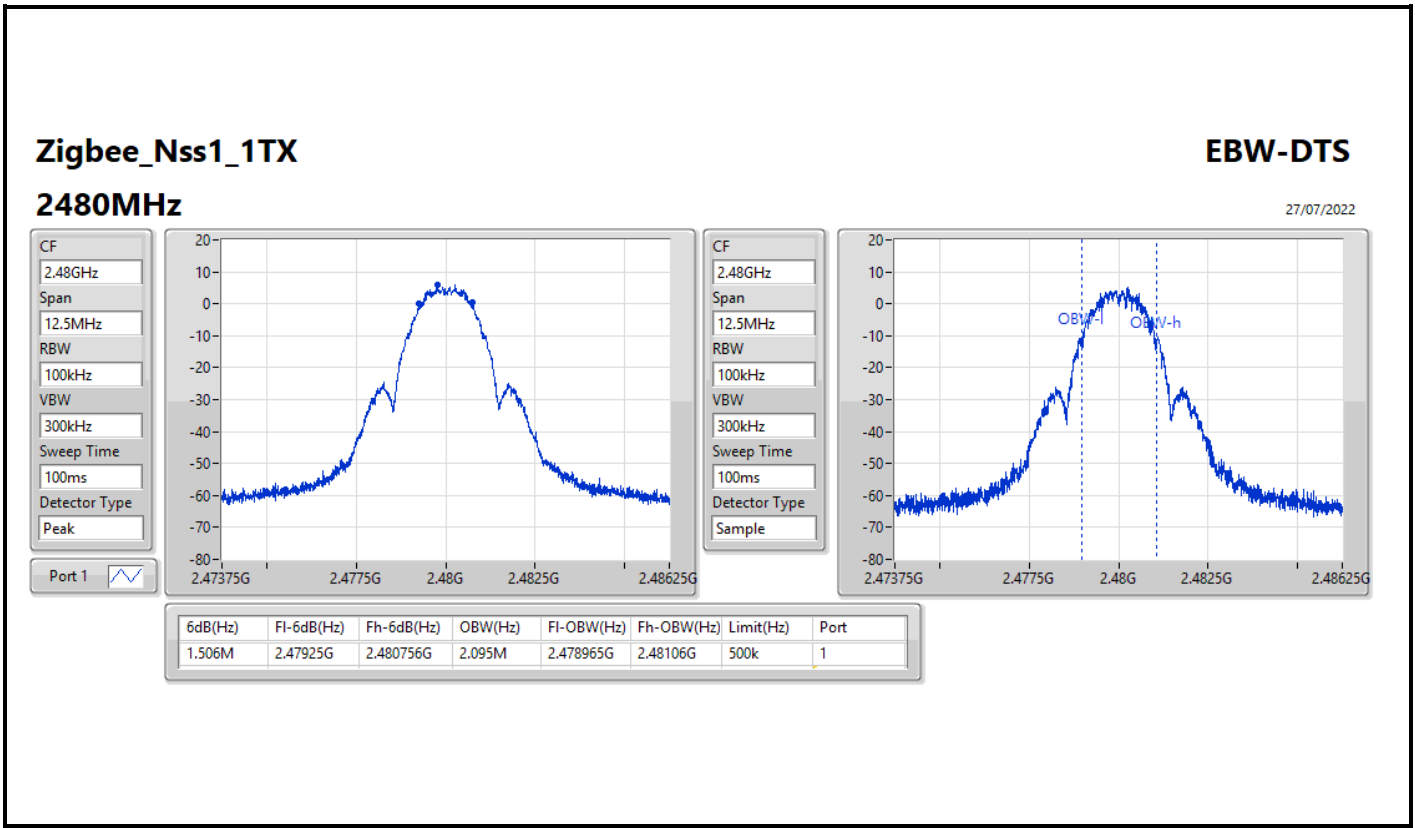 Zigbee_Nss1_1TX
EBW-DTS
2480MHz
27/07/2022
CF
2.48GHz
Span
12.5MHz
RBW
100kHz
VBW
300kHz
Sweep Time
100ms
Detector Type
Peak
Port 1
20
10
0
-10
-20
-30
-40
-50
-60
-70
-80
2.47375G 2.4775G 2.48G 2.4825G 2.48625G
CF
2.48GHz
Span
12.5MHz
RBW
100kHz
VBW
300kHz
Sweep Time
100ms
Detector Type
Sample
20
10
0
-10
-20
-30
-40
-50
-60
-70
-80
OBW-l OBW-h
2.47375G 2.4775G 2.48G 2.4825G 2.48625G
6dB(Hz) Fl-6dB(Hz) Fh-6dB(Hz) OBW(Hz) Fl-OBW(Hz) Fh-OBW(Hz) Limit(Hz) Port
1.506M 2.47925G 2.480756G 2.095M 2.478965G 2.48106G 500k 1